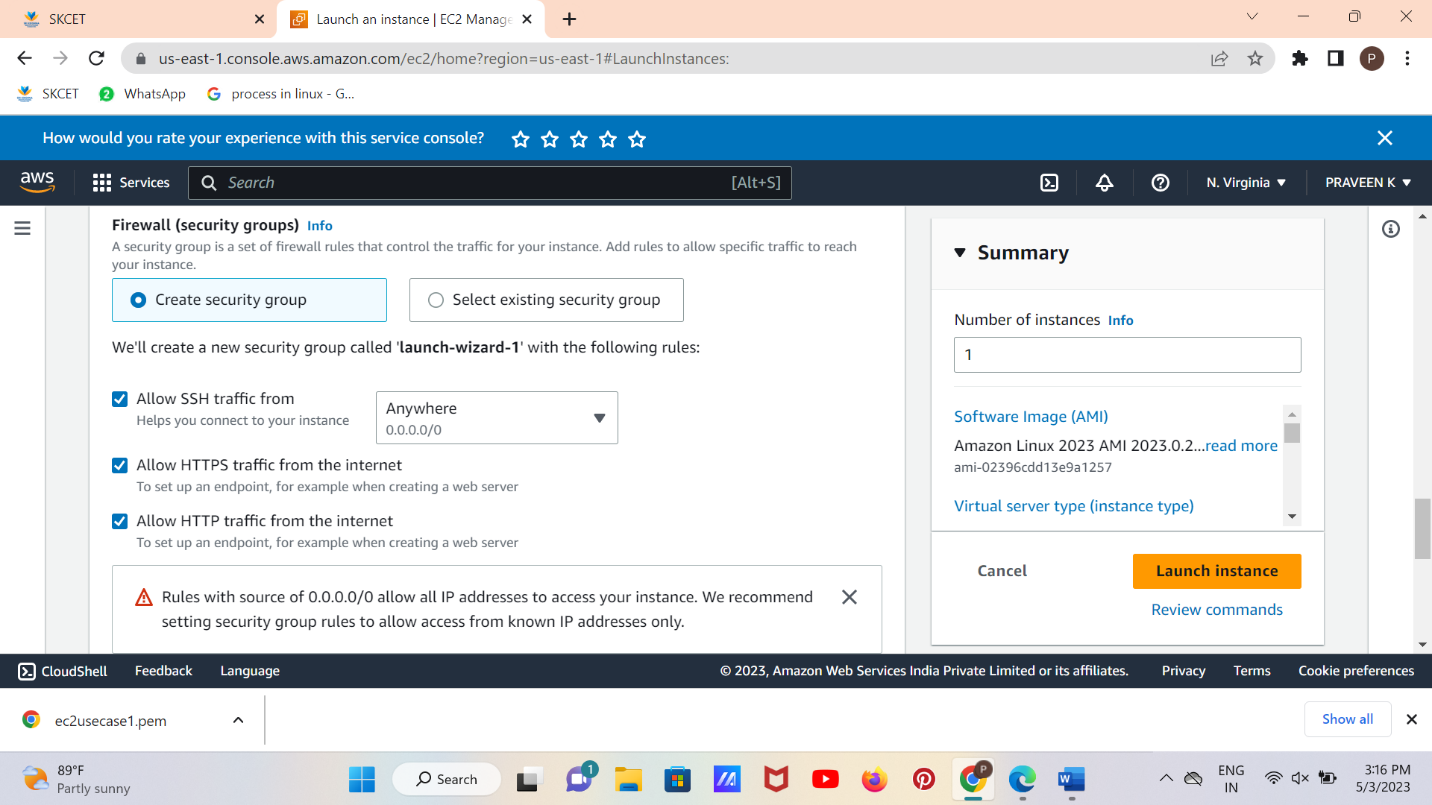 SKCET
Launch an instance | EC2 Manage
us-east-1.console.aws.amazon.com/ec2/home?region=us-east-1#LaunchInstances:
P
SKCET
2
WhatsApp
process in linux - G...
How would you rate your experience with this service console?
aws
Services
Search
[Alt+S]
N. Virginia
PRAVEEN K
Firewall (security groups) Info
A security group is a set of firewall rules that control the traffic for your instance. Add rules to allow specific traffic to reach
your instance.
Create security group
Select existing security group
We'll create a new security group called 'launch-wizard-1' with the following rules:
Allow SSH traffic from
Helps you connect to your instance
Anywhere
0.0.0.0/0
Allow HTTPS traffic from the internet
To set up an endpoint, for example when creating a web server
Allow HTTP traffic from the internet
To set up an endpoint, for example when creating a web server
Rules with source of 0.0.0.0/0 allow all IP addresses to access your instance. We recommend
setting security group rules to allow access from known IP addresses only.
Summary
Number of instances Info
1
Software Image (AMI)
Amazon Linux 2023 AMI 2023.0.2...read more
ami-02396cdd13e9a1257
Virtual server type (instance type)
Cancel
Launch instance
Review commands
CloudShell
Feedback
Language
© 2023, Amazon Web Services India Private Limited or its affiliates.
Privacy
Terms
Cookie preferences
ec2usecase1.pem
Show all
89°F
Partly sunny
Search
1
P
W
ENG
IN
3:16 PM
5/3/2023